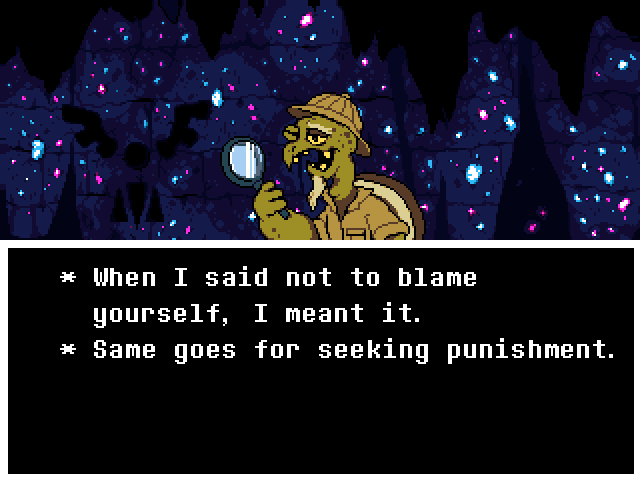 * When I said not to blame
yourself, I meant it.
* Same goes for seeking punishment.